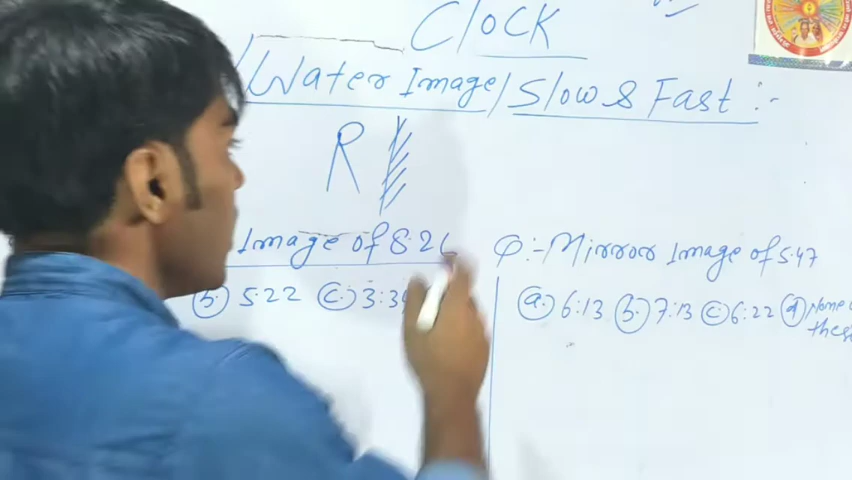 Clock
Water Image/Slow & Fast :-
R
Image of 8.26
b. 5.22 c. 3:34
Q:- Mirror Image of 5.47
a. 6:13 b. 7:13 c. 6:22 d None of
these